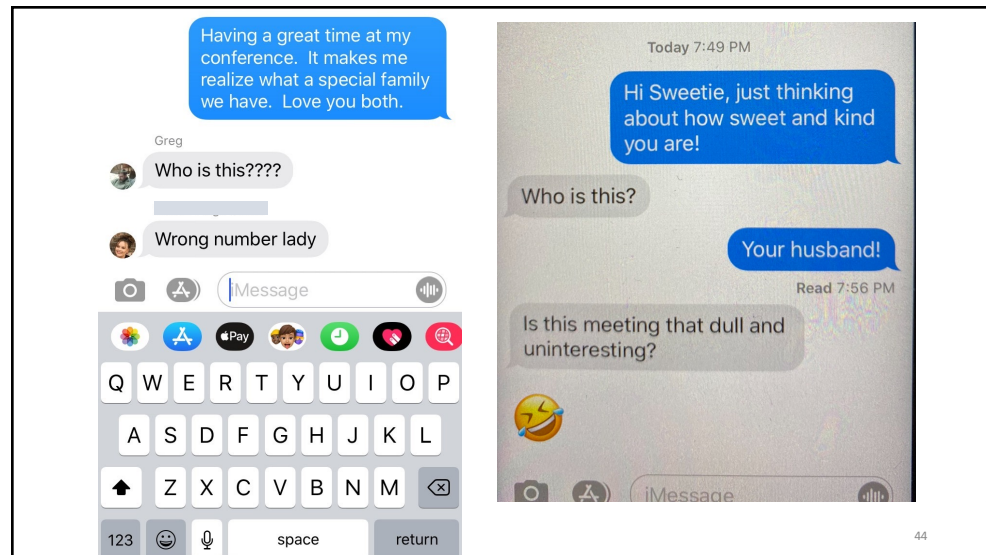 Having a great time at my
conference.  It makes me
realize what a special family
we have.  Love you both.
Greg
Who is this????
Wrong number lady
iMessage
Pay
Q W E R T Y U I O P
A S D F G H J K L
Z X C V B N M
123 space return
Today 7:49 PM
Hi Sweetie, just thinking
about how sweet and kind
you are!
Who is this?
Your husband!
Read 7:56 PM
Is this meeting that dull and
uninteresting?
iMessage
44